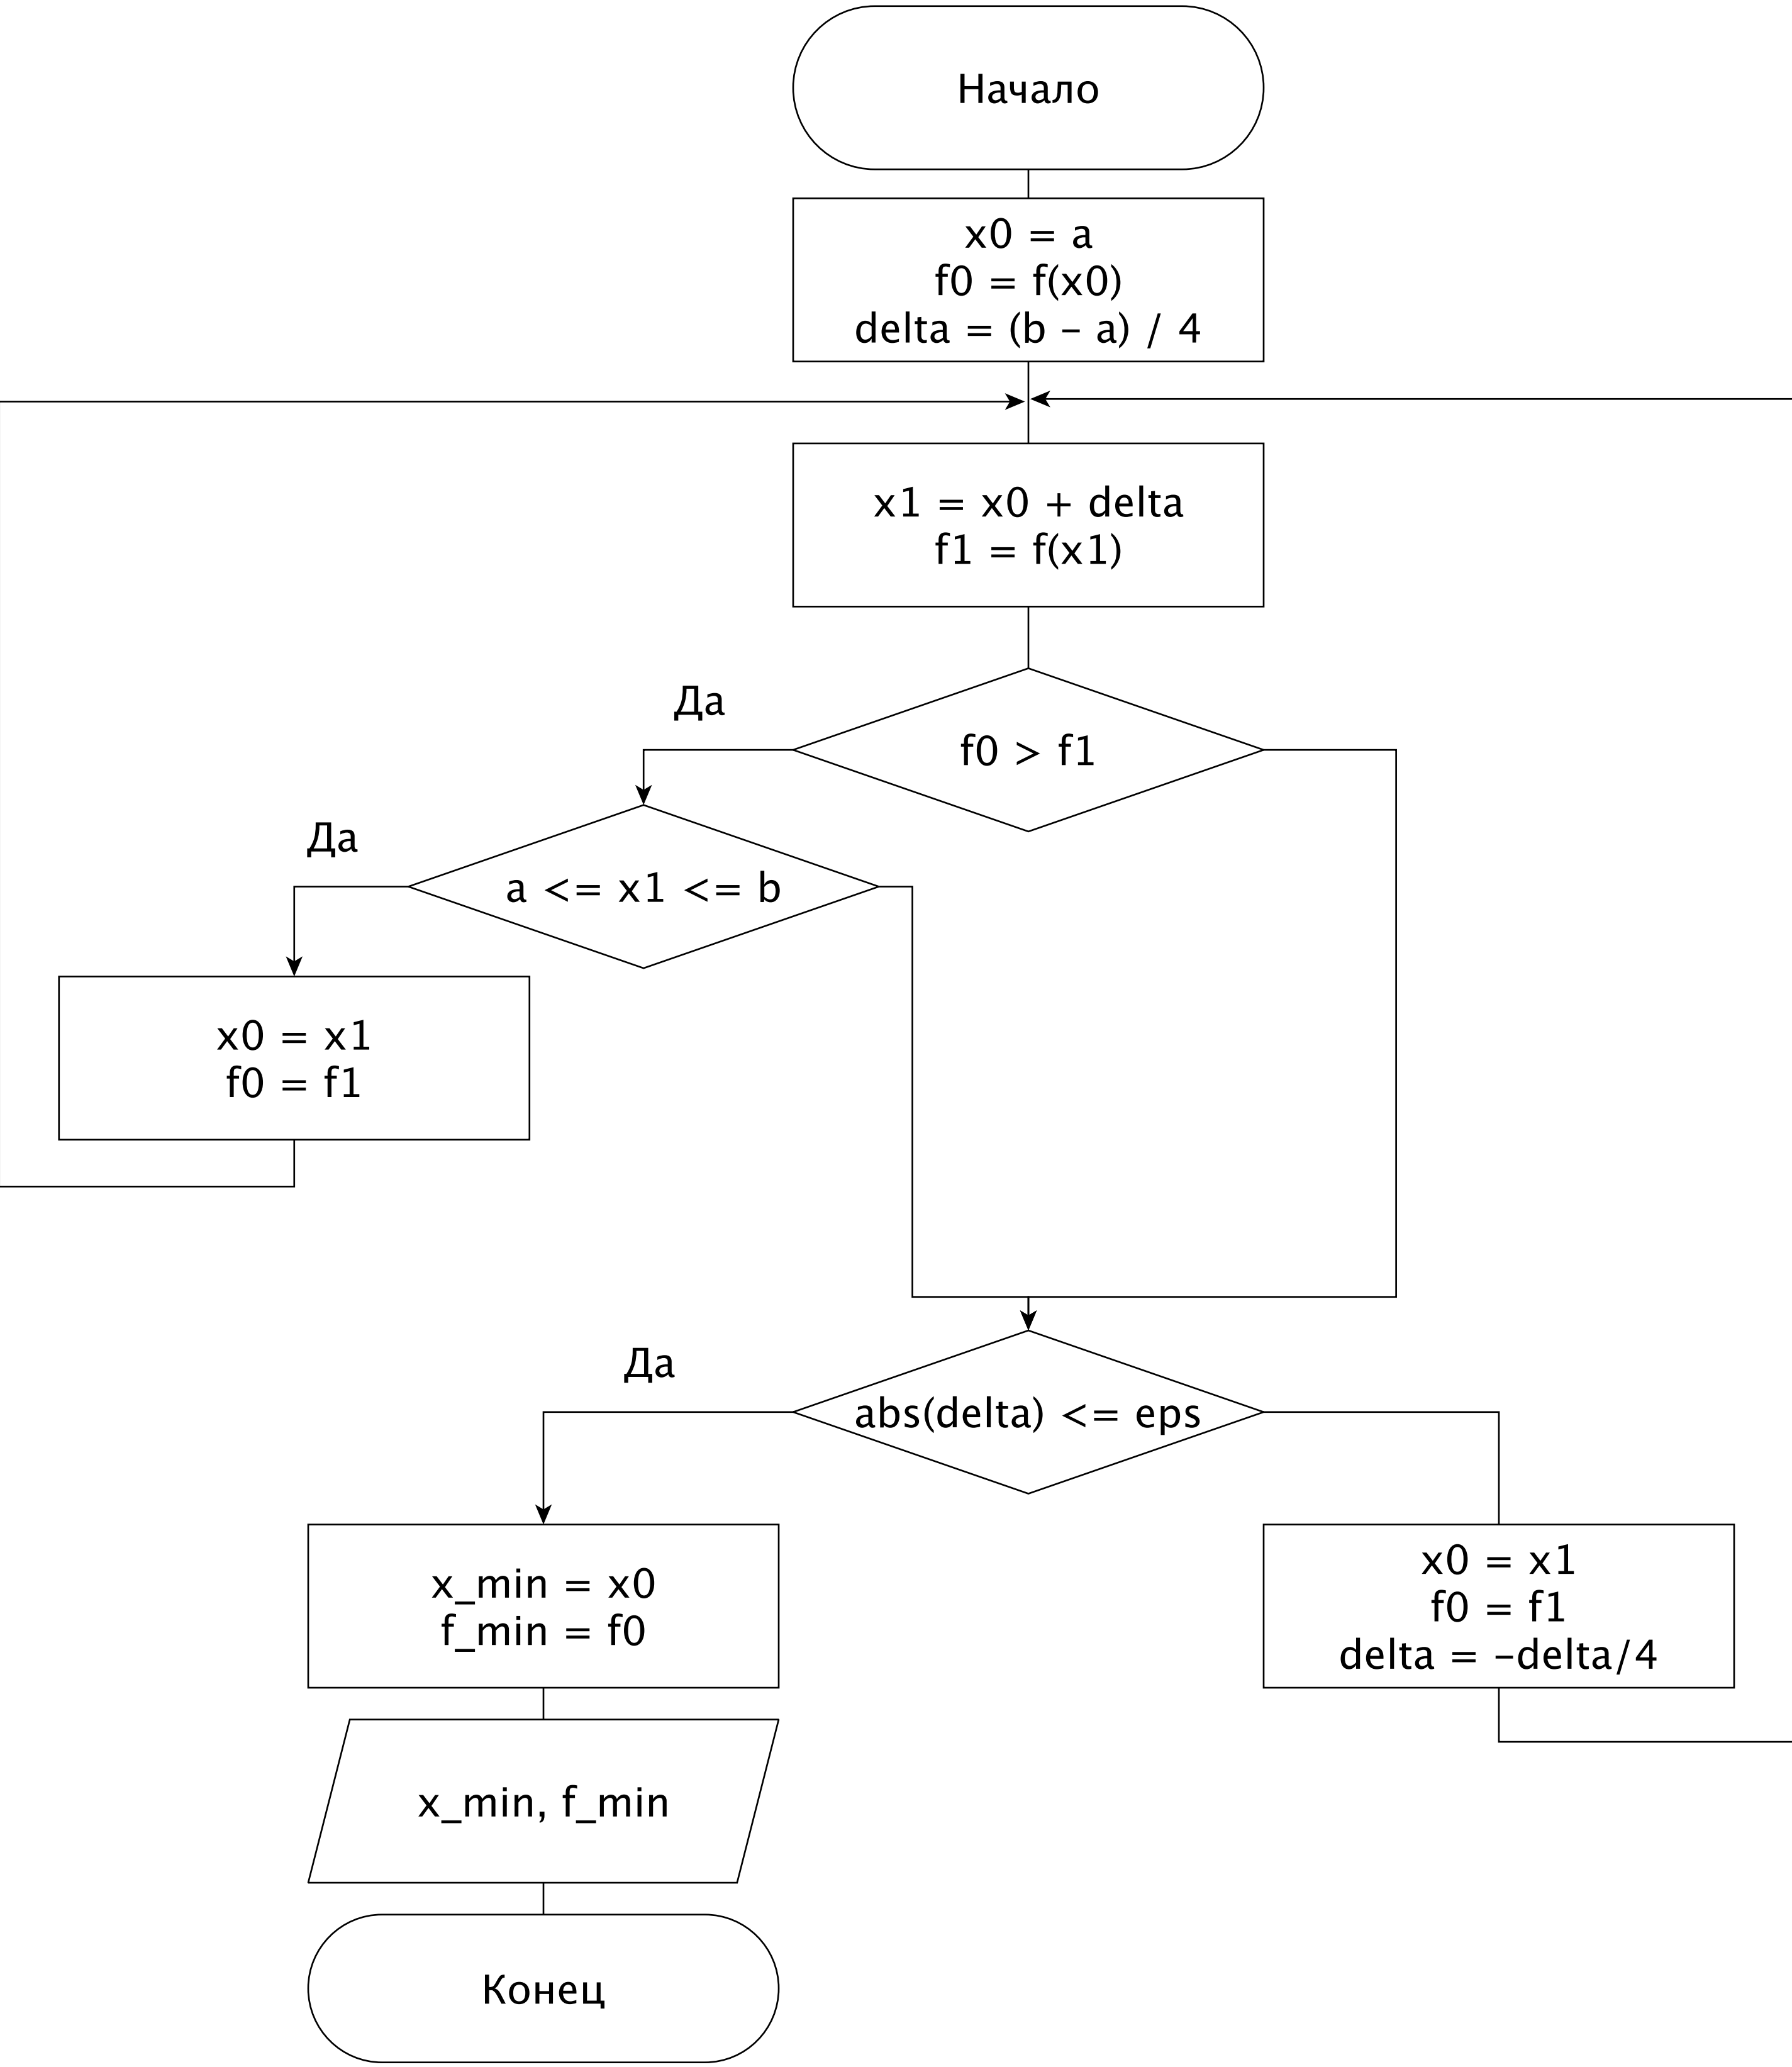 Начало
x0 = a
f0 = f(x0)
delta = (b – a) / 4
x1 = x0 + delta
f1 = f(x1)
Да
f0 > f1
Да
a <= x1 <= b
x0 = x1
f0 = f1
Да
abs(delta) <= eps
x_min = x0
f_min = f0
x0 = x1
f0 = f1
delta = –delta/4
x_min, f_min
Конец